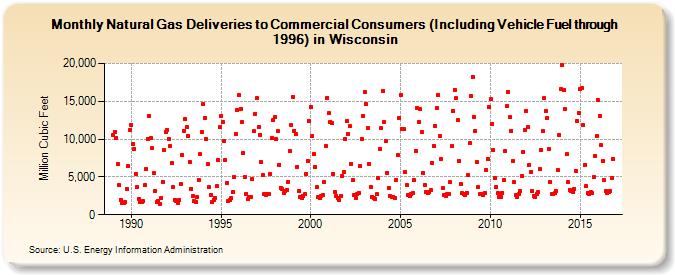 Monthly Natural Gas Deliveries to Commercial Consumers (Including Vehicle Fuel through
1996) in Wisconsin
Million Cubic Feet
20,000
15,000
10,000
5,000
0
1990
1995
2000
2005
2010
2015
Source: U.S. Energy Information Administration